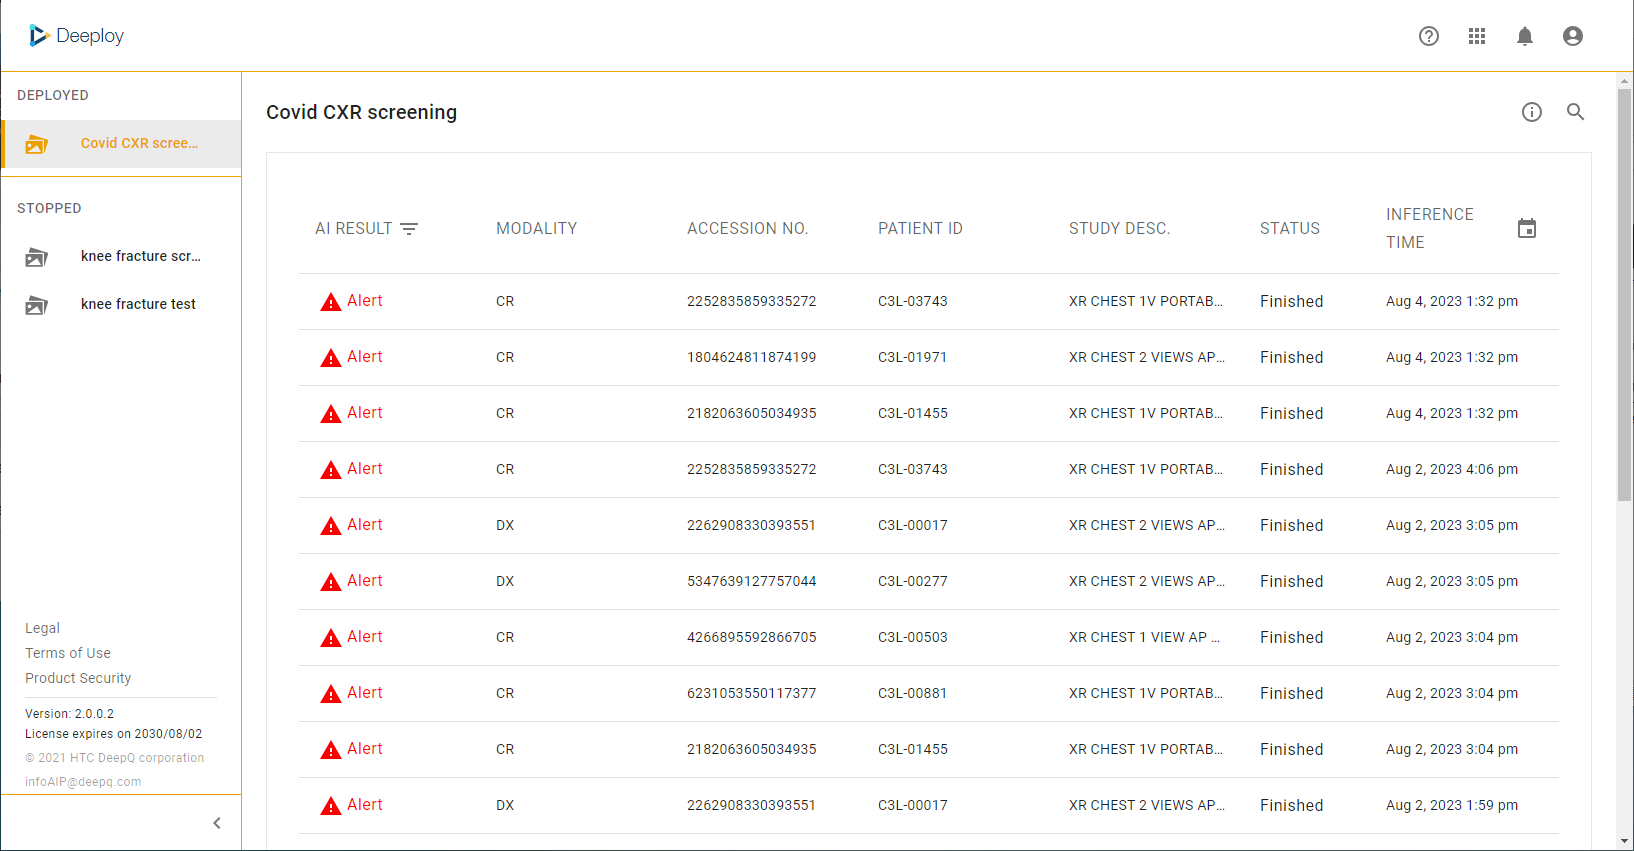 Deeploy
DEPLOYED
Covid CXR scree...
STOPPED
knee fracture scr...
knee fracture test
Legal
Terms of Use
Product Security
Version: 2.0.0.2
License expires on 2030/08/02
© 2021 HTC DeepQ corporation
infoAIP@deepq.com
Covid CXR screening
AI RESULT MODALITY ACCESSION NO. PATIENT ID STUDY DESC. STATUS INFERENCE TIME
Alert CR 2252835859335272 C3L-03743 XR CHEST 1V PORTAB... Finished Aug 4, 2023 1:32 pm
Alert CR 1804624811874199 C3L-01971 XR CHEST 2 VIEWS AP... Finished Aug 4, 2023 1:32 pm
Alert CR 2182063605034935 C3L-01455 XR CHEST 1V PORTAB... Finished Aug 4, 2023 1:32 pm
Alert CR 2252835859335272 C3L-03743 XR CHEST 1V PORTAB... Finished Aug 2, 2023 4:06 pm
Alert DX 2262908330393551 C3L-00017 XR CHEST 2 VIEWS AP... Finished Aug 2, 2023 3:05 pm
Alert DX 5347639127757044 C3L-00277 XR CHEST 2 VIEWS AP... Finished Aug 2, 2023 3:05 pm
Alert CR 4266895592866705 C3L-00503 XR CHEST 1 VIEW AP ... Finished Aug 2, 2023 3:04 pm
Alert CR 6231053550117377 C3L-00881 XR CHEST 1V PORTAB... Finished Aug 2, 2023 3:04 pm
Alert CR 2182063605034935 C3L-01455 XR CHEST 1V PORTAB... Finished Aug 2, 2023 3:04 pm
Alert DX 2262908330393551 C3L-00017 XR CHEST 2 VIEWS AP... Finished Aug 2, 2023 1:59 pm